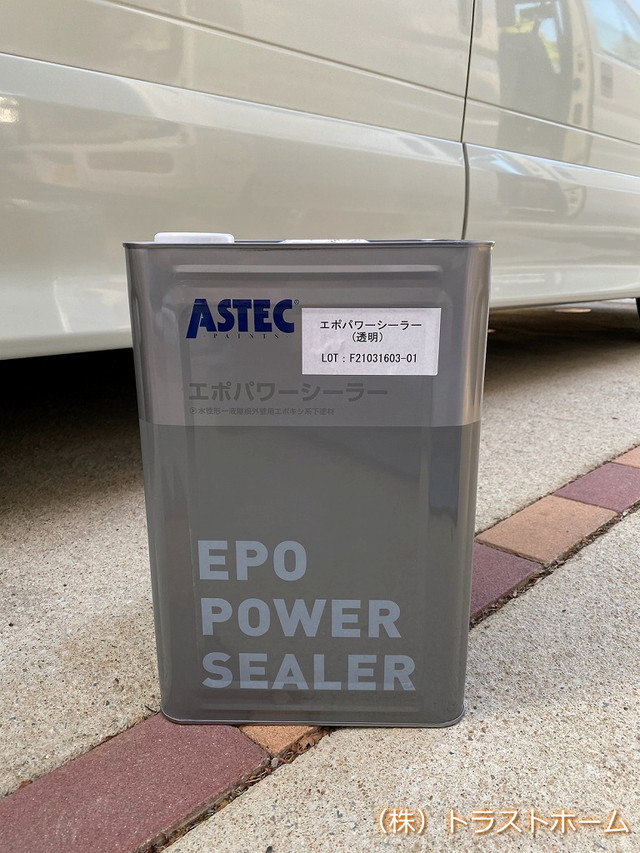 ASTEC®
PAINTS
エポパワーシーラー
(透明)
LOT：F21031603-01
エポパワーシーラー
EPO
POWER
SEALER
(株)トラストホーム